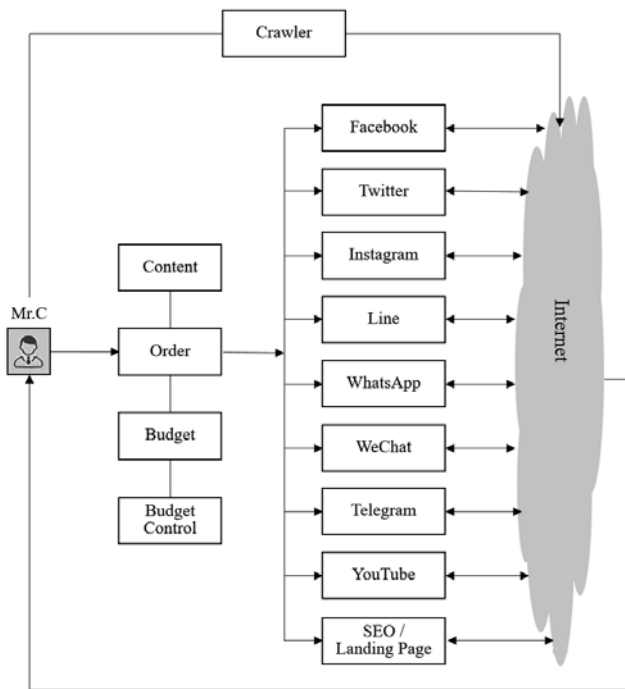 Crawler
Facebook
Twitter
Instagram
Content
Line
Mr.C
Order
WhatsApp
Budget
WeChat
Budget
Control
Telegram
YouTube
SEO /
Landing Page
Internet